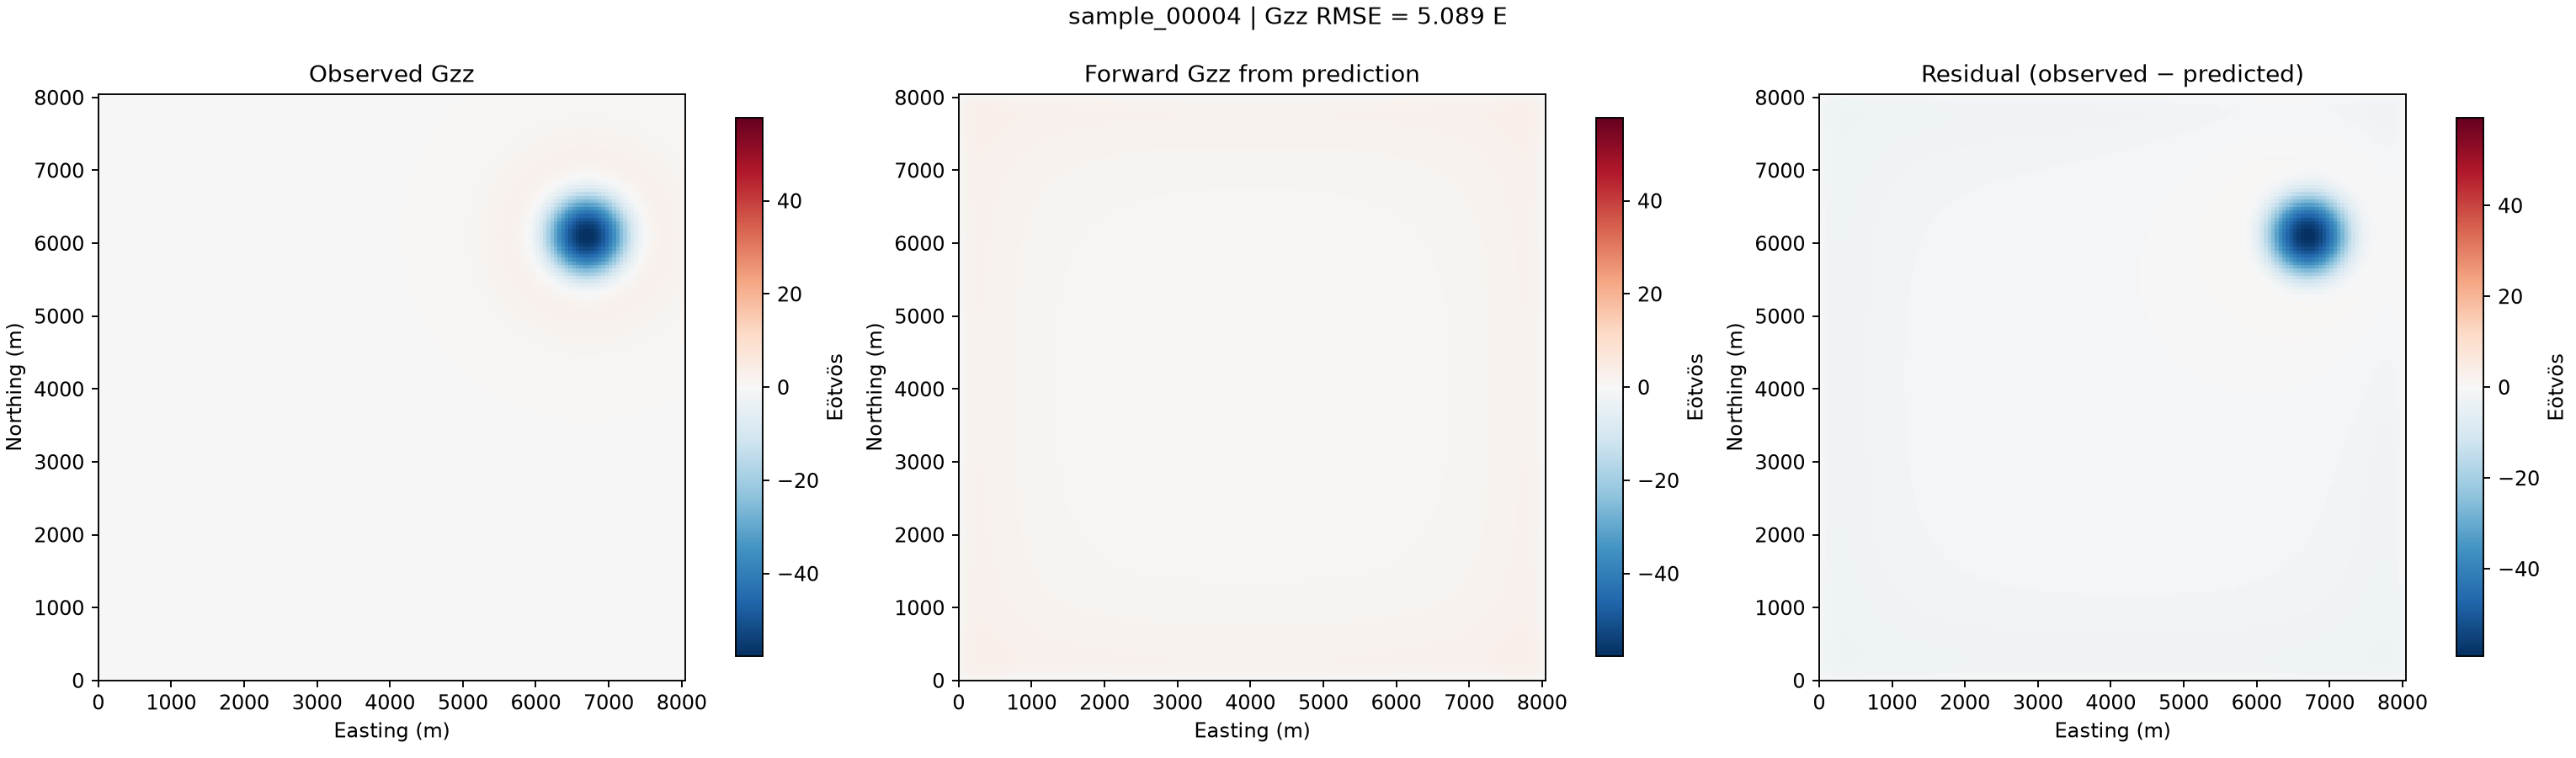 sample_00004 | Gzz RMSE = 5.089 E
Observed Gzz
Forward Gzz from prediction
Residual (observed − predicted)
8000
7000
6000
5000
4000
3000
2000
1000
0
Northing (m)
0 1000 2000 3000 4000 5000 6000 7000 8000
Easting (m)
40
20
0
−20
−40
Eötvös
8000
7000
6000
5000
4000
3000
2000
1000
0
Northing (m)
0 1000 2000 3000 4000 5000 6000 7000 8000
Easting (m)
40
20
0
−20
−40
Eötvös
8000
7000
6000
5000
4000
3000
2000
1000
0
Northing (m)
0 1000 2000 3000 4000 5000 6000 7000 8000
Easting (m)
40
20
0
−20
−40
Eötvös